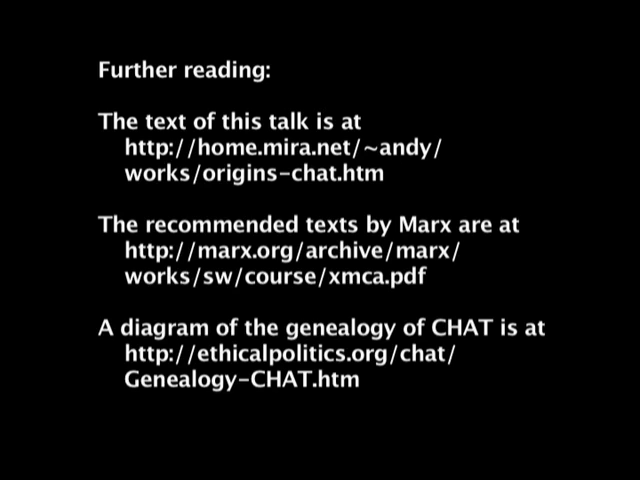 Further reading:
The text of this talk is at
http://home.mira.net/~andy/
works/origins-chat.htm
The recommended texts by Marx are at
http://marx.org/archive/marx/
works/sw/course/xmca.pdf
A diagram of the genealogy of CHAT is at
http://ethicalpolitics.org/chat/
Genealogy-CHAT.htm